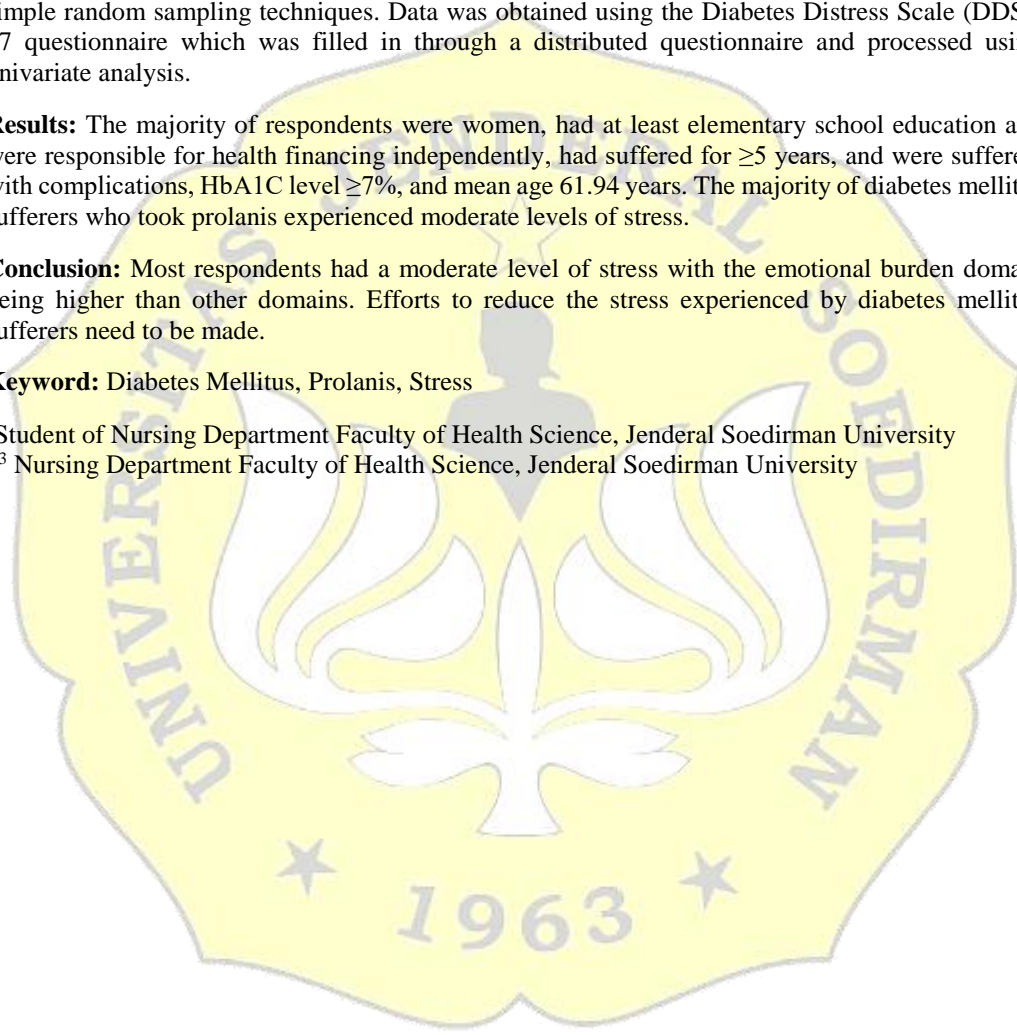 imple random sampling techniques. Data was obtained using the Diabetes Distress Scale (DDS
7 questionnaire which was filled in through a distributed questionnaire and processed usin
nivariate analysis.
Results: The majority of respondents were women, had at least elementary school education a
were responsible for health financing independently, had suffered for ≥5 years, and were suffere
with complications, HbA1C level ≥7%, and mean age 61.94 years. The majority of diabetes mellit
ufferers who took prolanis experienced moderate levels of stress.
Conclusion: Most respondents had a moderate level of stress with the emotional burden doma
eing higher than other domains. Efforts to reduce the stress experienced by diabetes mellit
ufferers need to be made.
Keyword: Diabetes Mellitus, Prolanis, Stress
Student of Nursing Department Faculty of Health Science, Jenderal Soedirman University
3 Nursing Department Faculty of Health Science, Jenderal Soedirman University
UNIVERSITAS JENDERAL SOEDIRMAN
1963